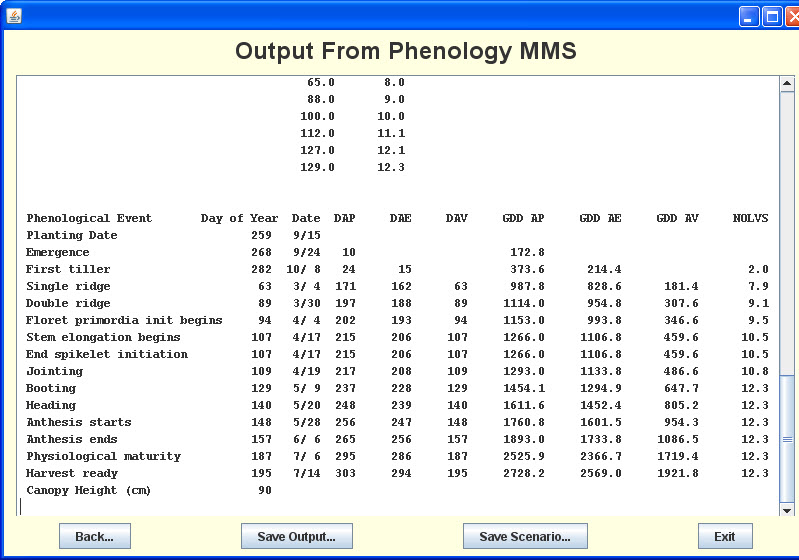 Output From Phenology MMS
65.0 8.0
88.0 9.0
100.0 10.0
112.0 11.1
127.0 12.1
129.0 12.3
Phenological Event Day of Year Date DAP DAE DAV GDD AP GDD AE GDD AV NOLVS
Planting Date 259 9/15
Emergence 268 9/24 10 172.8
First tiller 282 10/ 8 24 15 373.6 214.4 2.0
Single ridge 63 3/ 4 171 162 63 987.8 828.6 181.4 7.9
Double ridge 89 3/30 197 188 89 1114.0 954.8 307.6 9.1
Floret primordia init begins 94 4/ 4 202 193 94 1153.0 993.8 346.6 9.5
Stem elongation begins 107 4/17 215 206 107 1266.0 1106.8 459.6 10.5
End spikelet initiation 107 4/17 215 206 107 1266.0 1106.8 459.6 10.5
Jointing 109 4/19 217 208 109 1293.0 1133.8 486.6 10.8
Booting 129 5/ 9 237 228 129 1454.1 1294.9 647.7 12.3
Heading 140 5/20 248 239 140 1611.6 1452.4 805.2 12.3
Anthesis starts 148 5/28 256 247 148 1760.8 1601.5 954.3 12.3
Anthesis ends 157 6/ 6 265 256 157 1893.0 1733.8 1086.5 12.3
Physiological maturity 187 7/ 6 295 286 187 2525.9 2366.7 1719.4 12.3
Harvest ready 195 7/14 303 294 195 2728.2 2569.0 1921.8 12.3
Canopy Height (cm) 90
Back... Save Output... Save Scenario... Exit